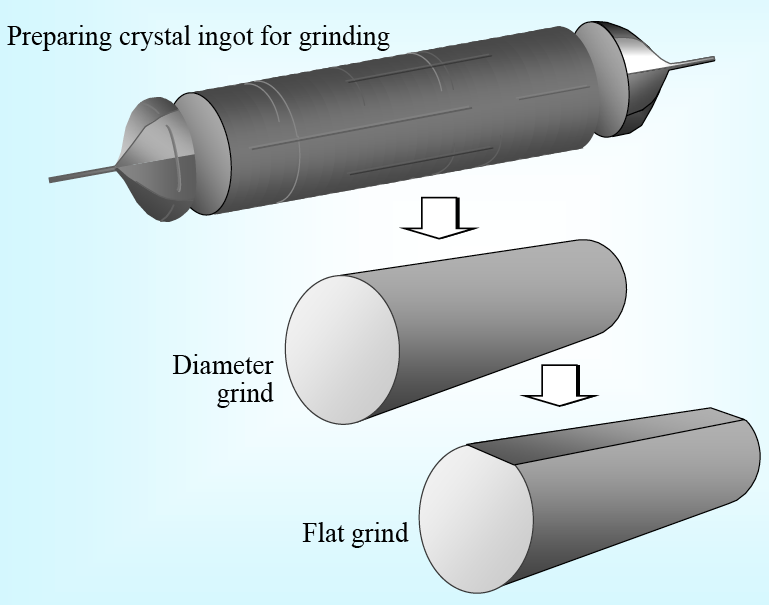 Preparing crystal ingot for grinding
Diameter
grind
Flat grind